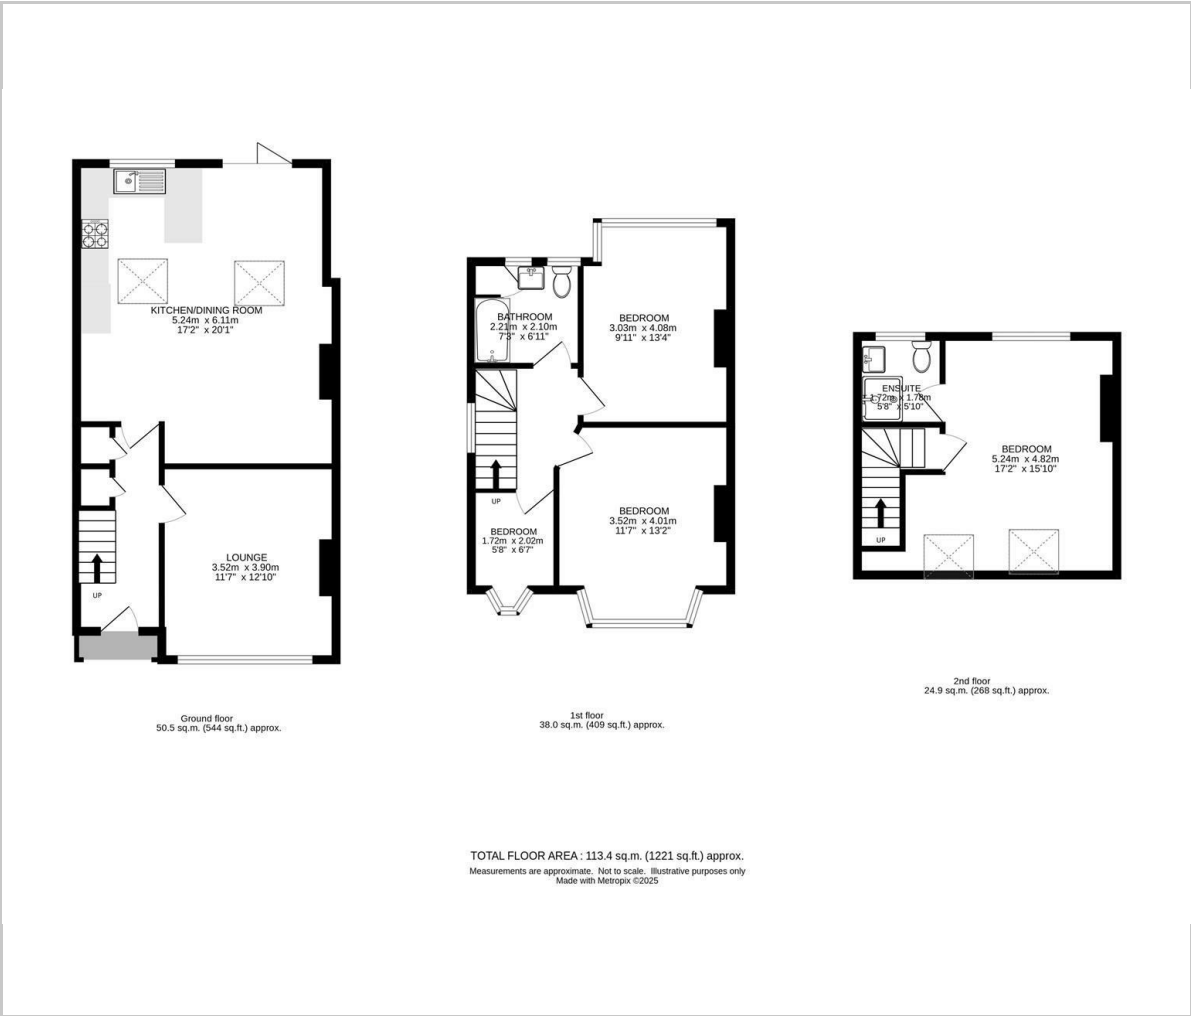 KITCHEN/DINING ROOM
5.24m x 6.11m
17'2" x 20'1"
LOUNGE
3.52m x 3.90m
11'7" x 12'10"
UP
Ground floor
50.5 sq.m. (544 sq.ft.) approx.
BATHROOM
2.21m x 2.10m
7'3" x 6'11"
BEDROOM
3.03m x 4.08m
9'11" x 13'4"
UP
BEDROOM
1.72m x 2.02m
5'8" x 6'7"
BEDROOM
3.52m x 4.01m
11'7" x 13'2"
1st floor
38.0 sq.m. (409 sq.ft.) approx.
ENSUITE
1.72m x 1.78m
5'8" x 5'10"
BEDROOM
5.24m x 4.82m
17'2" x 15'10"
UP
2nd floor
24.9 sq.m. (268 sq.ft.) approx.
TOTAL FLOOR AREA : 113.4 sq.m. (1221 sq.ft.) approx.
Measurements are approximate. Not to scale. Illustrative purposes only
Made with Metropix ©2025